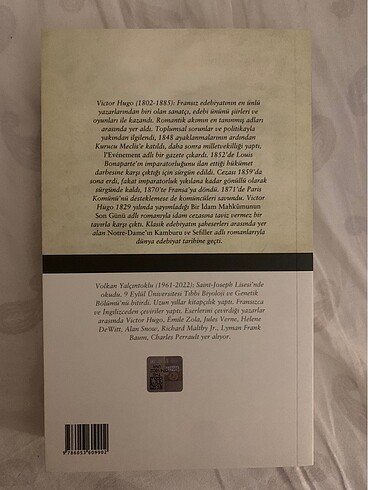 Victor Hugo (1802-1885): Fransız edebiyatının en ünlü
yazarlarından biri olan sanatçı, edebi ününü şiirleri ve
oyunları ile kazandı. Romantik akımın en tanınmış adları
arasında yer aldı. Toplumsal sorunlar ve politikayla
yakından ilgilendi, 1848 ayaklanmalarının ardından
Kurucu Meclis'e katıldı, daha sonra milletvekilliği yaptı,
l'Evénement adlı bir gazete çıkardı. 1852'de Louis
Bonaparte'ın imparatorluğunu ilan ettiği hükümet
darbesine karşı çıktığı için sürgün edildi. Cezası 1859'da
sona erdi, fakat imparatorluk yıkılana kadar gönüllü olarak
sürgünde kaldı, 1870'te Fransa'ya döndü. 1871'de Paris
Komünü'nü desteklemese de komüncüleri savundu. Victor
Hugo 1829 yılında yayımladığı Bir İdam Mahkûmunun
Son Günü adlı romanıyla idam cezasına taviz vermez bir
tavırla karşı çıktı. Klasik edebiyatın şaheserleri arasında yer
alan Notre-Dame'ın Kamburu ve Sefiller adlı romanlarıyla
dünya edebiyat tarihine geçti.
Volkan Yalçıntoklu (1961-2022): Saint-Joseph Lisesi'nde
okudu. 9 Eylül Üniversitesi Tıbbi Biyoloji ve Genetik
Bölümü'nü bitirdi. Uzun yıllar kitapçılık yaptı. Fransızca
ve İngilizceden çeviriler yaptı. Eserlerini çevirdiği yazarlar
arasında Victor Hugo, Émile Zola, Jules Verne, Helene
DeWitt, Alan Snow, Richard Maltby Jr., Lyman Frank
Baum, Charles Perrault yer alıyor.